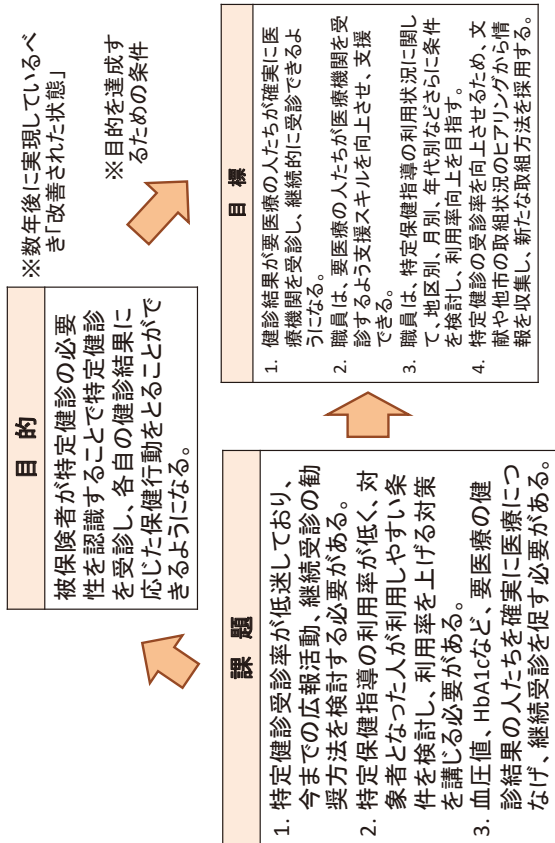 目 的
被保険者が特定健診の必要
性を認識することで特定健診
を受診し、各自の健診結果に
応じた保健行動をとることがで
きるようになる。
※数年後に実現しているべ
き「改善された状態」
※目的を達成す
るための条件
課 題
1. 特定健診受診率が低迷しており、
今までの広報活動、継続受診の勧
奨方法を検討する必要がある。
2. 特定保健指導の利用率が低く、対
象者となった人が利用しやすい条
件を検討し、利用率を上げる対策
を講じる必要がある。
3. 血圧値、HbA1cなど、要医療の健
診結果の人たちを確実に医療につ
なげ、継続受診を促す必要がある。
目 標
1. 健診結果が要医療の人たちが確実に医
療機関を受診し、継続的に受診できるよ
うになる。
2. 職員は、要医療の人たちが医療機関を受
診するよう支援スキルを向上させ、支援
できる。
3. 職員は、特定保健指導の利用状況に関し
て、地区別、月別、年代別などさらに条件
を検討し、利用率向上を目指す。
4. 特定健診の受診率を向上させるため、文
献や他市の取組状況のヒアリングから情
報を収集し、新たな取組方法を採用する。